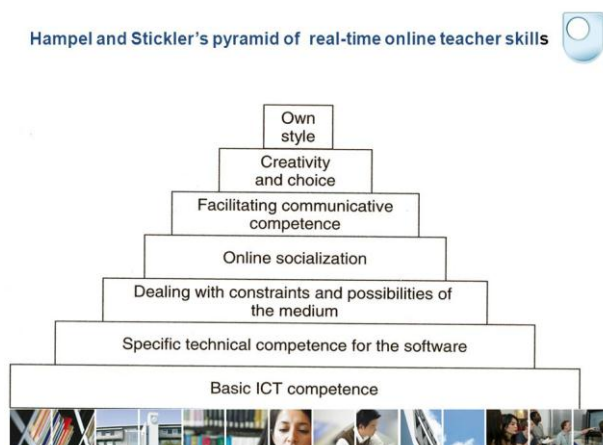 Hampel and Stickler's pyramid of real-time online teacher skills
Own
style
Creativity
and choice
Facilitating communicative
competence
Online socialization
Dealing with constraints and possibilities of
the medium
Specific technical competence for the software
Basic ICT competence